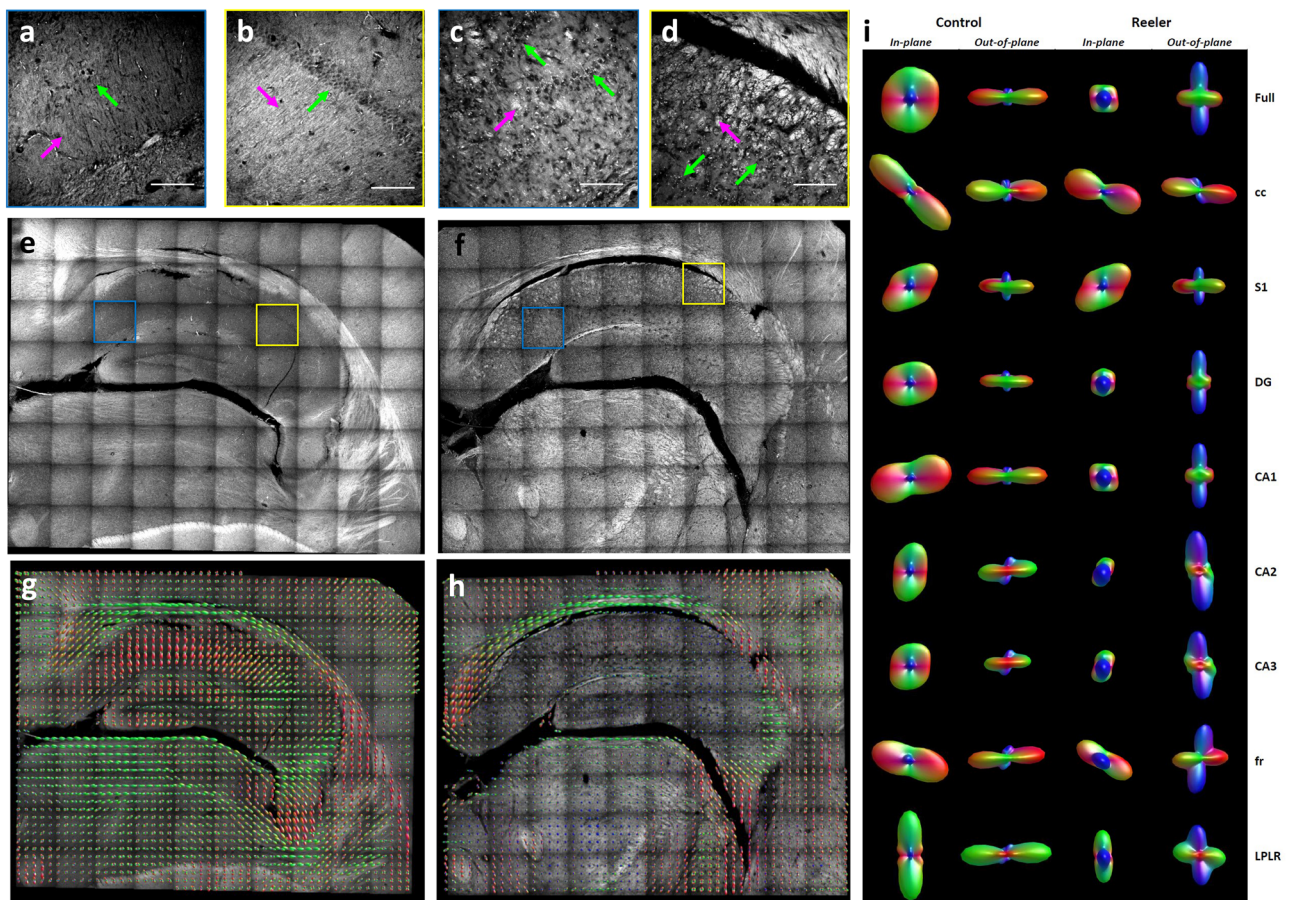 a
b
c
d
i
Control Reeler
In-plane Out-of-plane In-plane Out-of-plane
Full
cc
e
f
S1
DG
CA1
CA2
g
h
CA3
fr
LPLR